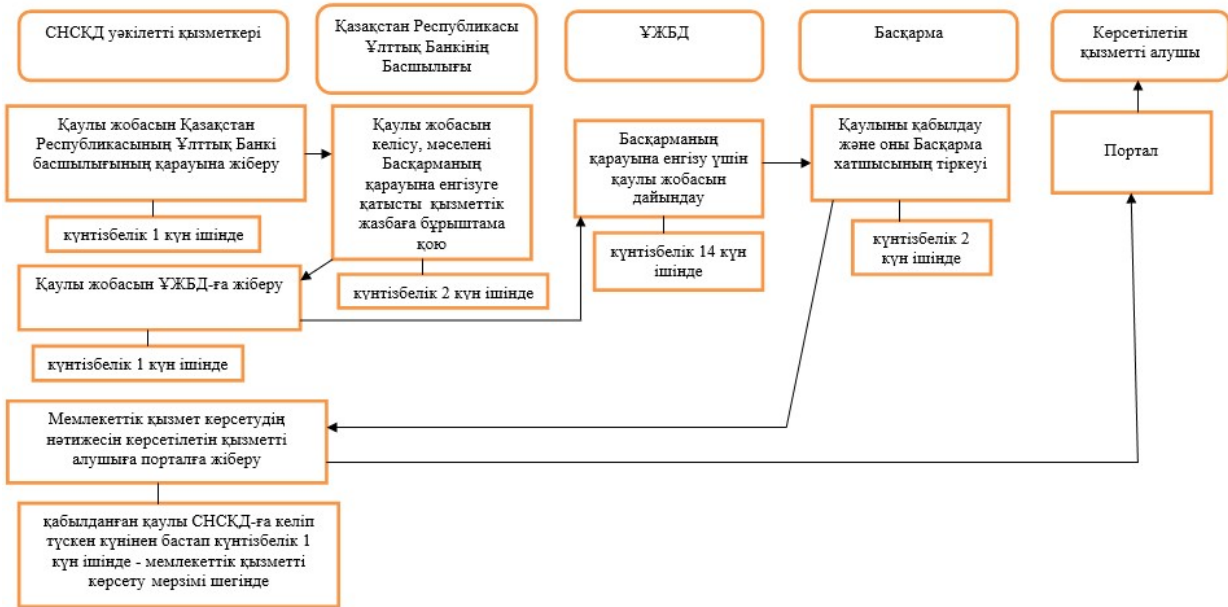 СНСҚД уәкілетті қызметкері
Қазақстан Республикасы
Ұлттық Банкінің
Басшылығы
ҰЖБД
Басқарма
Көрсетілетін
қызметті алушы
Қаулы жобасын Қазақстан
Республикасының Ұлттық Банкі
басшылығының қарауына жіберу
күнтізбелік 1 күн ішінде
Қаулы жобасын
келісу, мәселені
Басқарманың
қарауына енгізуге
қатысты қызметтік
жазбаға бұрыштама
қою
күнтізбелік 2 күн ішінде
Басқарманың
қарауына енгізу үшін
қаулы жобасын
дайындау
күнтізбелік 14 күн
ішінде
Қаулыны қабылдау
және оны Басқарма
хатшысының тіркеуі
күнтізбелік 2
күн ішінде
Портал
Қаулы жобасын ҰЖБД-ға жіберу
күнтізбелік 1 күн ішінде
Мемлекеттік қызмет көрсетудің
нәтижесін көрсетілетін қызметті
алушыға порталға жіберу
қабылданған қаулы СНСҚД-ға келіп
түскен күнінен бастап күнтізбелік 1
күн ішінде - мемлекеттік қызметті
көрсету мерзімі шегінде